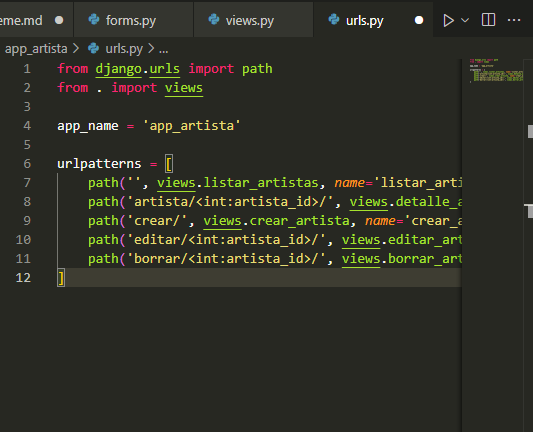 eme.md forms.py views.py urls.py
app_artista > urls.py > ...
1 from django.urls import path
2 from . import views
3
4 app_name = 'app_artista'
5
6 urlpatterns = [
7 path('', views.listar_artistas, name='listar_arti
8 path('artista/<int:artista_id>/', views.detalle_a
9 path('crear/', views.crear_artista, name='crear_a
10 path('editar/<int:artista_id>/', views.editar_art
11 path('borrar/<int:artista_id>/', views.borrar_art
12 ]